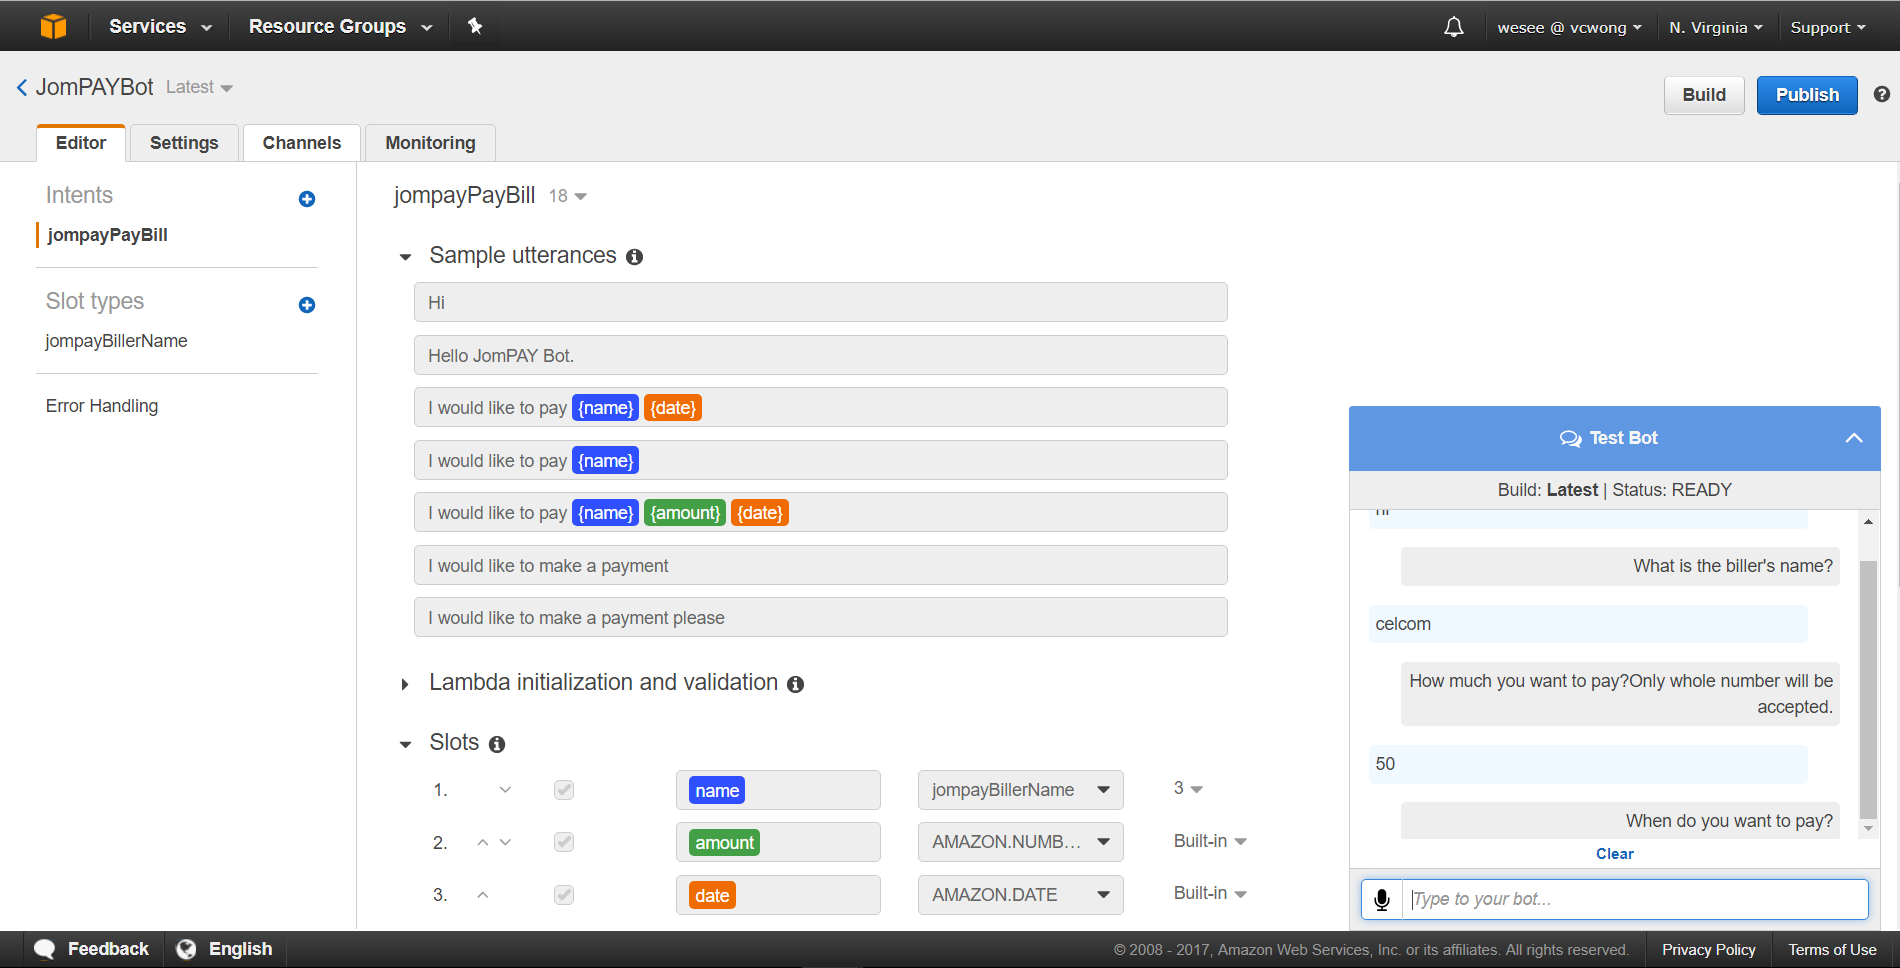 Services
Resource Groups
wesee @ vcwong
N. Virginia
Support
JomPAYBot Latest
Build
Publish
Editor
Settings
Channels
Monitoring
Intents
jompayPayBill
Slot types
jompayBillerName
Error Handling
jompayPayBill 18
Sample utterances
Hi
Hello JomPAY Bot.
I would like to pay {name} {date}
I would like to pay {name}
I would like to pay {name} {amount} {date}
I would like to make a payment
I would like to make a payment please
Lambda initialization and validation
Slots
1. name jompayBillerName 3
2. amount AMAZON.NUMB... Built-in
3. date AMAZON.DATE Built-in
Test Bot
Build: Latest | Status: READY
What is the biller's name?
celcom
How much you want to pay?Only whole number will be
accepted.
50
When do you want to pay?
Clear
Type to your bot...
Feedback
English
© 2008 - 2017, Amazon Web Services, Inc. or its affiliates. All rights reserved.
Privacy Policy
Terms of Use